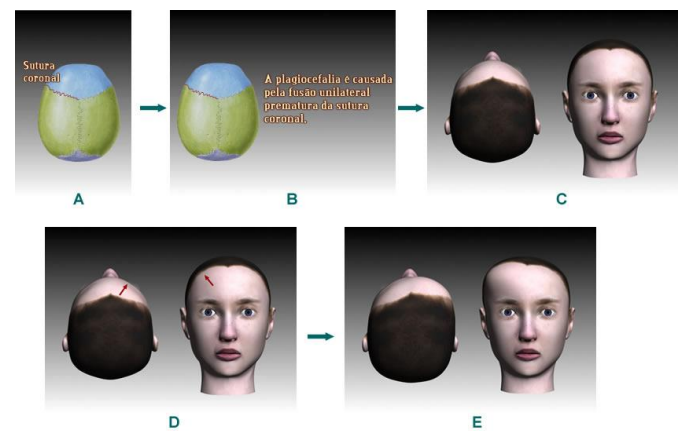 Sutura
coronal
A plagiocefalia é causada
pela fusão unilateral
prematura da sutura
coronal.
A
B
C
D
E